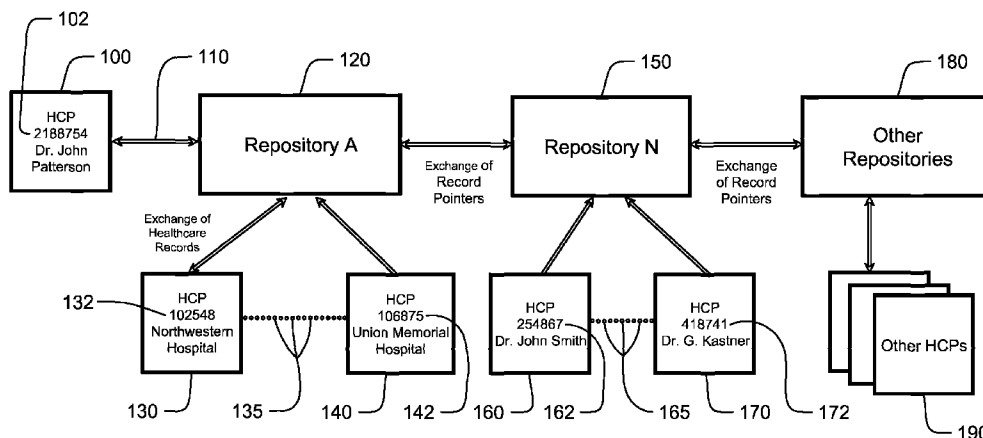 102
100
110
120
150
180
HCP
2188754
Dr. John
Patterson
Repository A
Exchange of
Record
Pointers
Repository N
Exchange
of Record
Pointers
Other
Repositories
Exchange of
Healthcare
Records
132
HCP
102548
Northwestern
Hospital
HCP
106875
Union Memorial
Hospital
HCP
254867
Dr. John Smith
HCP
418741
Dr. G. Kastner
Other HCPs
130
135
140
142
160
162
165
170
172
190